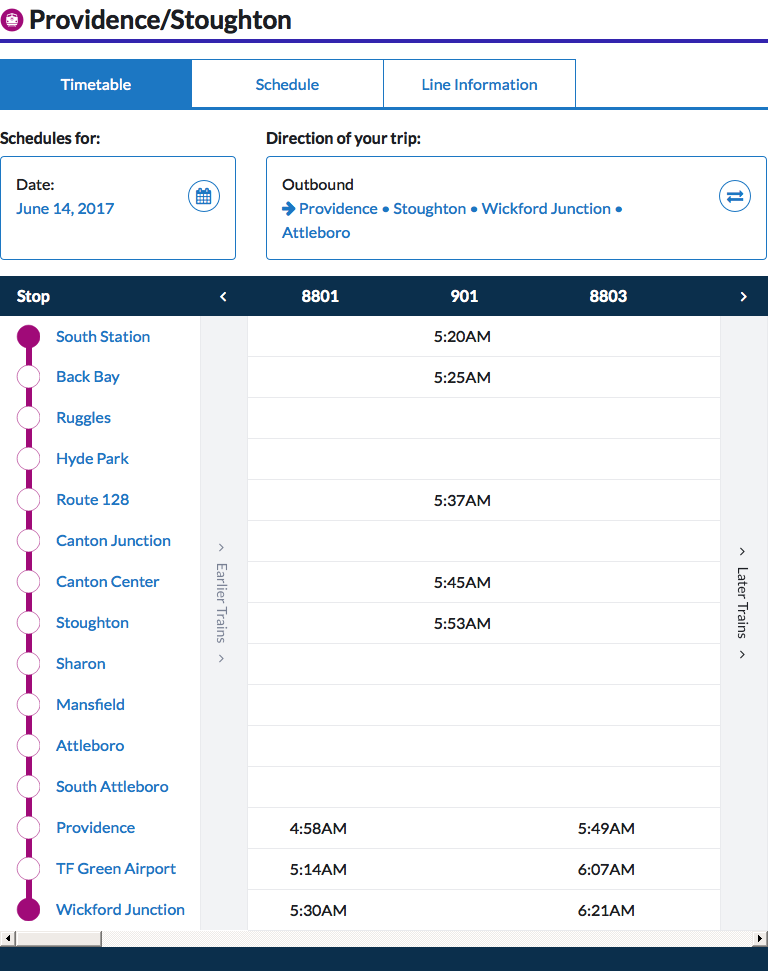 Providence/Stoughton
Timetable Schedule Line Information
Schedules for: Direction of your trip:
Date: Outbound
June 14, 2017 Providence • Stoughton • Wickford Junction •
Attleboro
Stop 8801 901 8803
South Station 5:20AM
Back Bay 5:25AM
Ruggles
Hyde Park
Route 128 5:37AM
Canton Junction
Canton Center 5:45AM
Stoughton 5:53AM
Sharon
Mansfield
Attleboro
South Attleboro
Providence 4:58AM 5:49AM
TF Green Airport 5:14AM 6:07AM
Wickford Junction 5:30AM 6:21AM
Earlier Trains
Later Trains